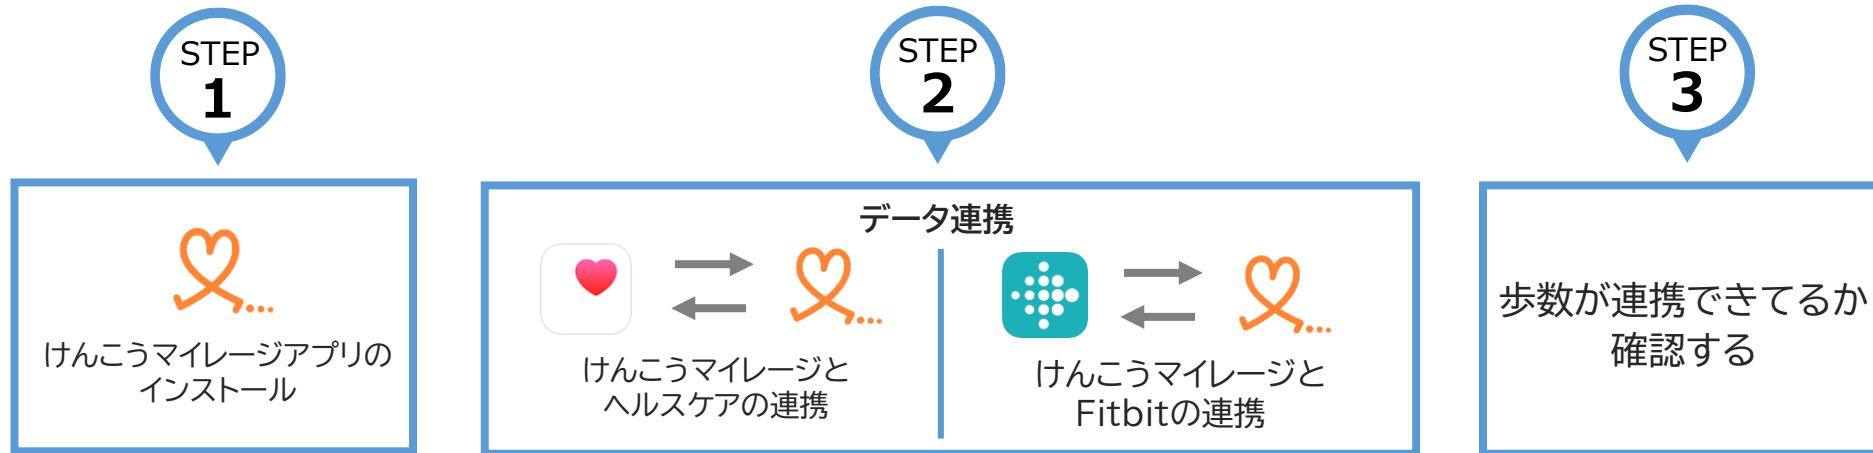 STEP
1
けんこうマイレージアプリの
インストール
STEP
2
データ連携
けんこうマイレージと
ヘルスケアの連携
けんこうマイレージと
Fitbitの連携
STEP
3
歩数が連携できてるか
確認する